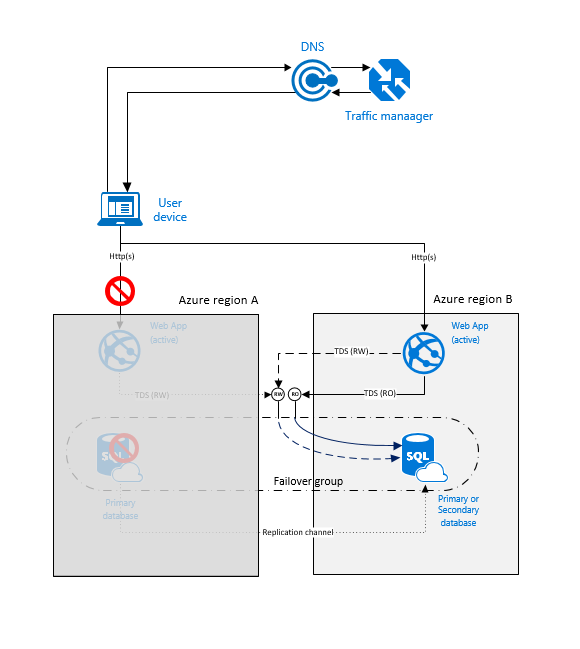 DNS
Traffic manaager
User
device
Http(s)
Http(s)
Azure region A
Azure region B
Web App
(active)
Web App
(active)
TDS (RW)
TDS (RW)
RW
RO
TDS (RO)
SQL
SQL
Failover group
Primary
database
Primary or
Secondary
database
Replication channel